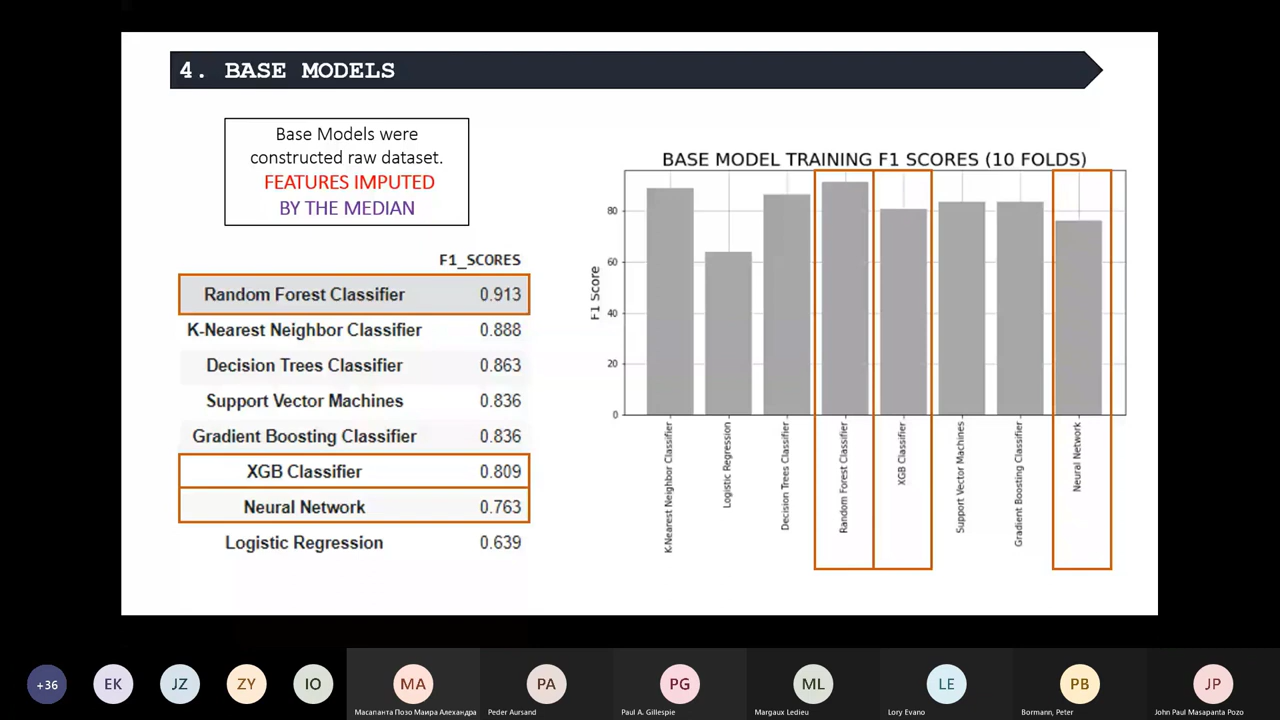 4. BASE MODELS
Base Models were
constructed raw dataset.
FEATURES IMPUTED
BY THE MEDIAN
F1_SCORES
Random Forest Classifier 0.913
K-Nearest Neighbor Classifier 0.888
Decision Trees Classifier 0.863
Support Vector Machines 0.836
Gradient Boosting Classifier 0.836
XGB Classifier 0.809
Neural Network 0.763
Logistic Regression 0.639
BASE MODEL TRAINING F1 SCORES (10 FOLDS)
F1 Score
80
60
40
20
0
K-Nearest Neighbor Classifier
Logistic Regression
Decision Trees Classifier
Random Forest Classifier
XGB Classifier
Support Vector Machines
Gradient Boosting Classifier
Neural Network
+36
EK
JZ
ZY
IO
MA
PA
PG
ML
LE
PB
JP
Масапанта Позо Маира Алехандра
Peder Aursand
Paul A. Gillespie
Margaux Ledieu
Lory Evano
Bormann, Peter
John Paul Masapanta Pozo